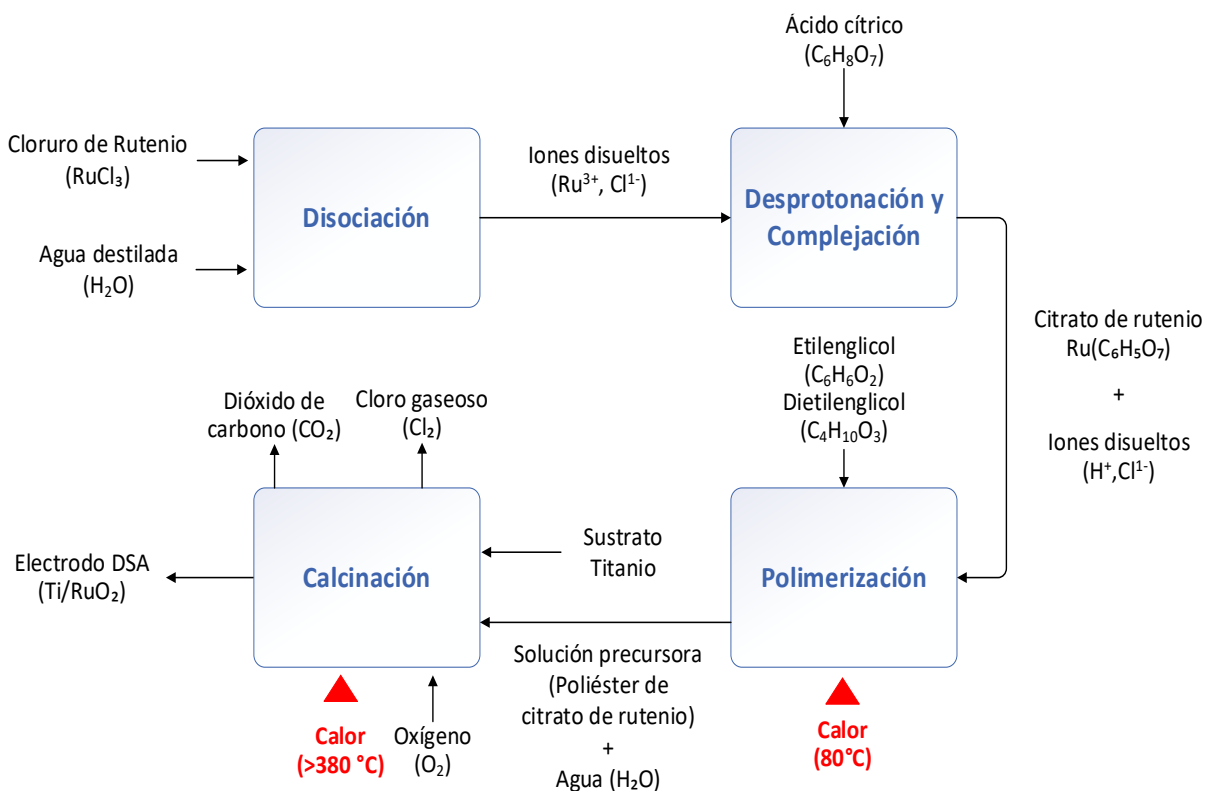 Ácido cítrico
(C₆H₈O₇)
Cloruro de Rutenio
(RuCl₃)
Agua destilada
(H₂O)
Disociación
Iones disueltos
(Ru³⁺, Cl¹⁻)
Desprotonación y
Complejación
Citrato de rutenio
Ru(C₆H₅O₇)
+
Iones disueltos
(H⁺,Cl¹⁻)
Etilenglicol
(C₆H₆O₂)
Dietilenglicol
(C₄H₁₀O₃)
Polimerización
Calor
(80°C)
Solución precursora
(Poliéster de
citrato de rutenio)
+
Agua (H₂O)
Sustrato
Titanio
Dióxido de
carbono (CO₂)
Cloro gaseoso
(Cl₂)
Calcinación
Calor
(>380 °C)
Oxígeno
(O₂)
Electrodo DSA
(Ti/RuO₂)